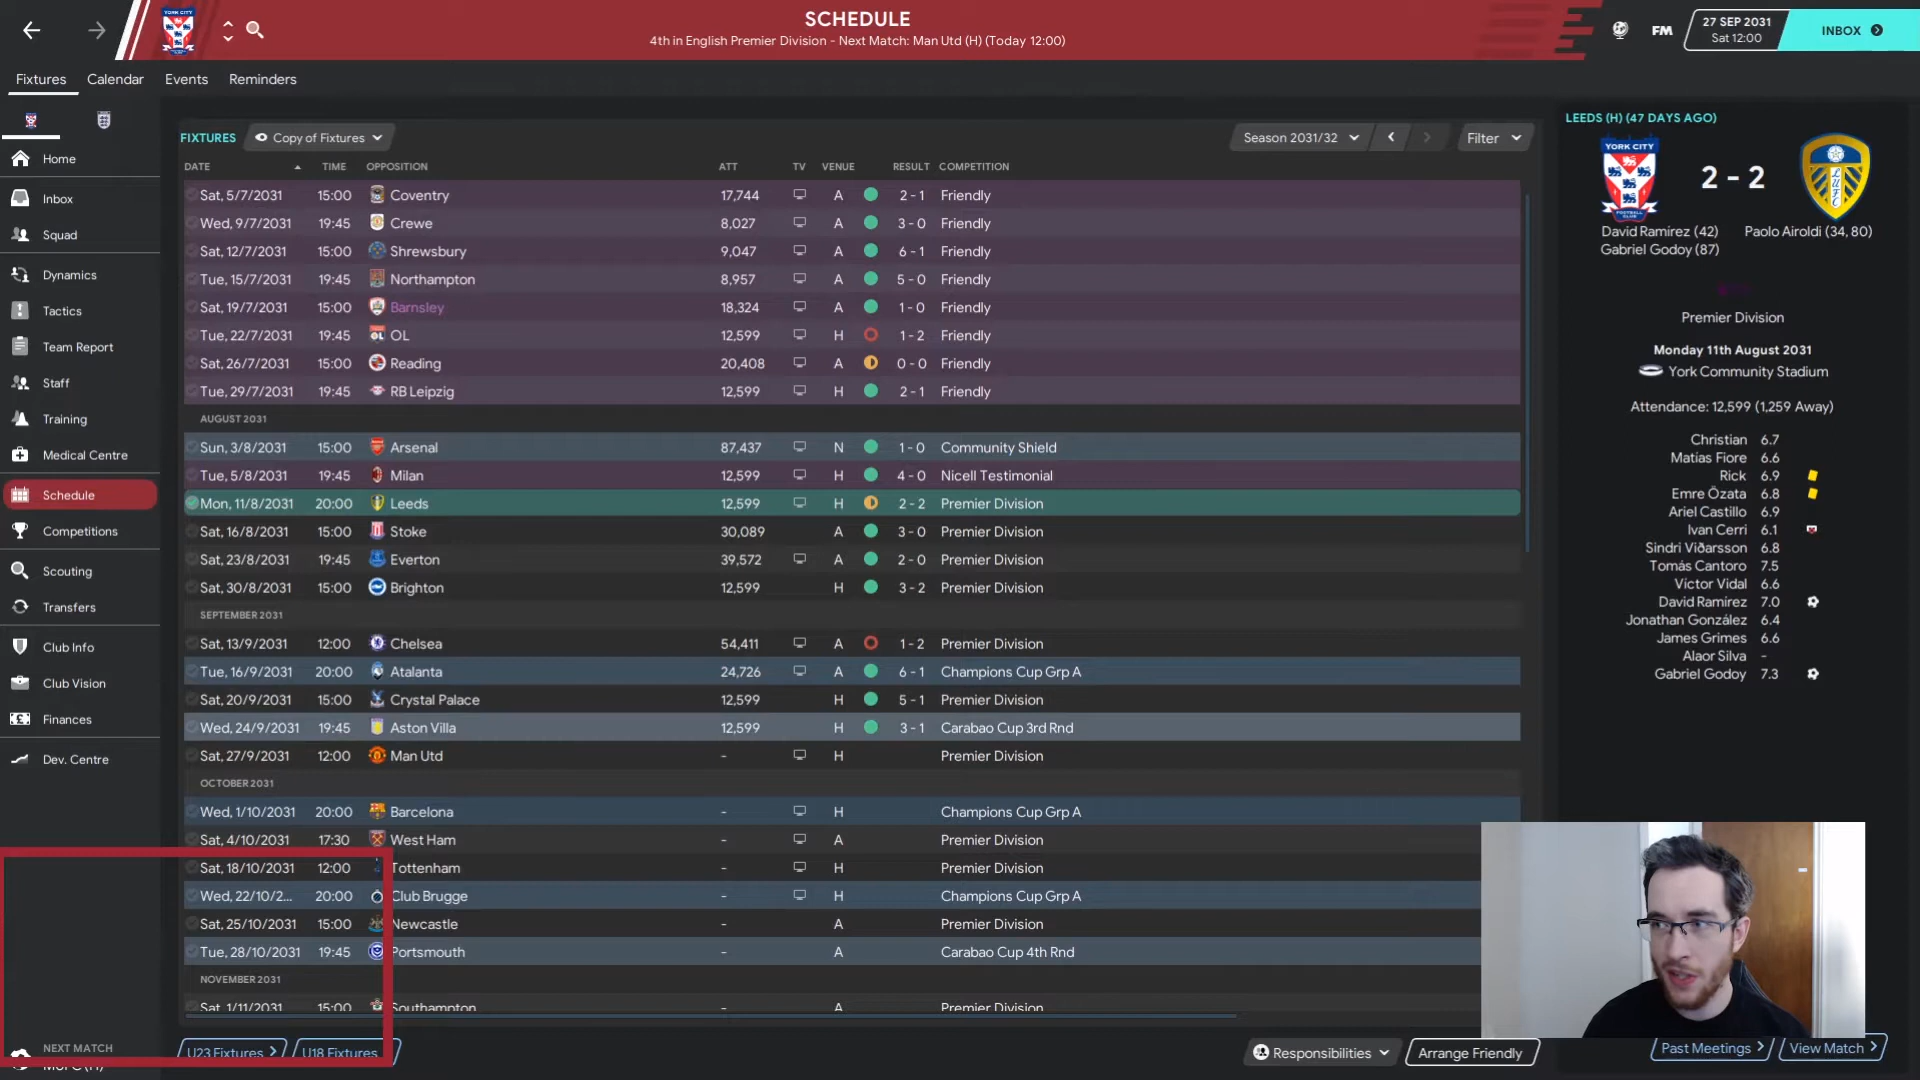 SCHEDULE
4th in English Premier Division - Next Match: Man Utd (H) (Today 12:00)
FM
27 SEP 2031
Sat 12:00
INBOX
Fixtures Calendar Events Reminders
Home
Inbox
Squad
Dynamics
Tactics
Team Report
Staff
Training
Medical Centre
Schedule
Competitions
Scouting
Transfers
Club Info
Club Vision
Finances
Dev. Centre
NEXT MATCH
FIXTURES Copy of Fixtures Season 2031/32 Filter
DATE TIME OPPOSITION ATT TV VENUE RESULT COMPETITION
Sat, 5/7/2031 15:00 Coventry 17,744 A 2 - 1 Friendly
Wed, 9/7/2031 19:45 Crewe 8,027 A 3 - 0 Friendly
Sat, 12/7/2031 15:00 Shrewsbury 9,047 A 6 - 1 Friendly
Tue, 15/7/2031 19:45 Northampton 8,957 A 5 - 0 Friendly
Sat, 19/7/2031 15:00 Barnsley 18,324 A 1 - 0 Friendly
Tue, 22/7/2031 19:45 OL 12,599 H 1 - 2 Friendly
Sat, 26/7/2031 15:00 Reading 20,408 A 0 - 0 Friendly
Tue, 29/7/2031 19:45 RB Leipzig 12,599 H 2 - 1 Friendly
AUGUST 2031
Sun, 3/8/2031 15:00 Arsenal 87,437 N 1 - 0 Community Shield
Tue, 5/8/2031 19:45 Milan 12,599 H 4 - 0 Nicell Testimonial
Mon, 11/8/2031 20:00 Leeds 12,599 H 2 - 2 Premier Division
Sat, 16/8/2031 15:00 Stoke 30,089 A 3 - 0 Premier Division
Sat, 23/8/2031 19:45 Everton 39,572 A 2 - 0 Premier Division
Sat, 30/8/2031 15:00 Brighton 12,599 H 3 - 2 Premier Division
SEPTEMBER 2031
Sat, 13/9/2031 12:00 Chelsea 54,411 A 1 - 2 Premier Division
Tue, 16/9/2031 20:00 Atalanta 24,726 A 6 - 1 Champions Cup Grp A
Sat, 20/9/2031 15:00 Crystal Palace 12,599 H 5 - 1 Premier Division
Wed, 24/9/2031 19:45 Aston Villa 12,599 H 3 - 1 Carabao Cup 3rd Rnd
Sat, 27/9/2031 12:00 Man Utd - H Premier Division
OCTOBER 2031
Wed, 1/10/2031 20:00 Barcelona - H Champions Cup Grp A
Sat, 4/10/2031 17:30 West Ham - A Premier Division
Sat, 18/10/2031 12:00 Tottenham - H Premier Division
Wed, 22/10/2... 20:00 Club Brugge - H Champions Cup Grp A
Sat, 25/10/2031 15:00 Newcastle - A Premier Division
Tue, 28/10/2031 19:45 Portsmouth - A Carabao Cup 4th Rnd
NOVEMBER 2031
Sat, 1/11/2031 15:00 Southampton A Premier Division
U23 Fixtures U18 Fixtures Responsibilities Arrange Friendly
LEEDS (H) (47 DAYS AGO)
YORK CITY
FOOTBALL CLUB
2 - 2
LUFC
David Ramirez (42)
Gabriel Godoy (87)
Paolo Airoldi (34, 80)
Premier Division
Monday 11th August 2031
York Community Stadium
Attendance: 12,599 (1,259 Away)
Christian 6.7
Matías Fiore 6.6
Rick 6.9
Emre Özata 6.8
Ariel Castillo 6.9
Ivan Cerri 6.1
Sindri Viðarsson 6.8
Tomás Cantoro 7.5
Víctor Vidal 6.6
David Ramirez 7.0
Jonathan González 6.4
James Grimes 6.6
Alaor Silva -
Gabriel Godoy 7.3
Past Meetings View Match